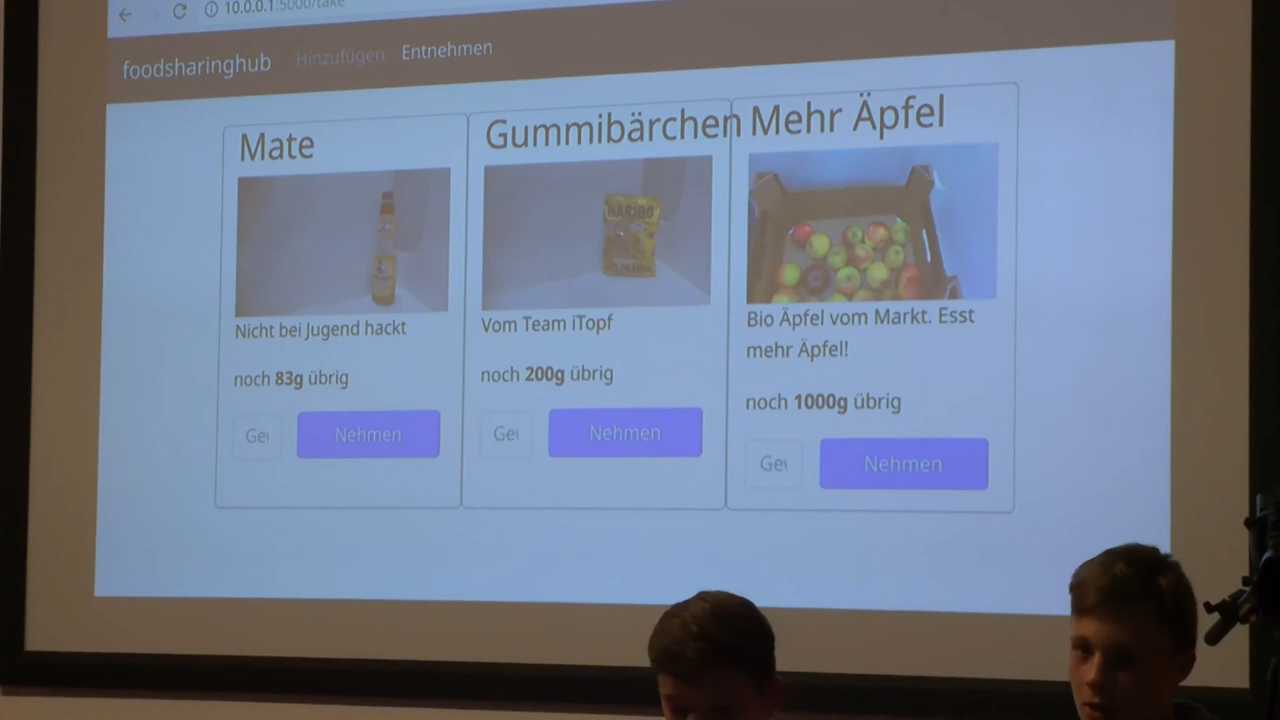 10.0.0.1:5000/take
foodsharinghub Hinzufügen Entnehmen
Mate
HARIBO
Nicht bei Jugend hackt
noch 83g übrig
Nehmen
Gummibärchen
Vom Team iTopf
noch 200g übrig
Nehmen
Mehr Äpfel
Bio Äpfel vom Markt. Esst
mehr Äpfel!
noch 1000g übrig
Nehmen